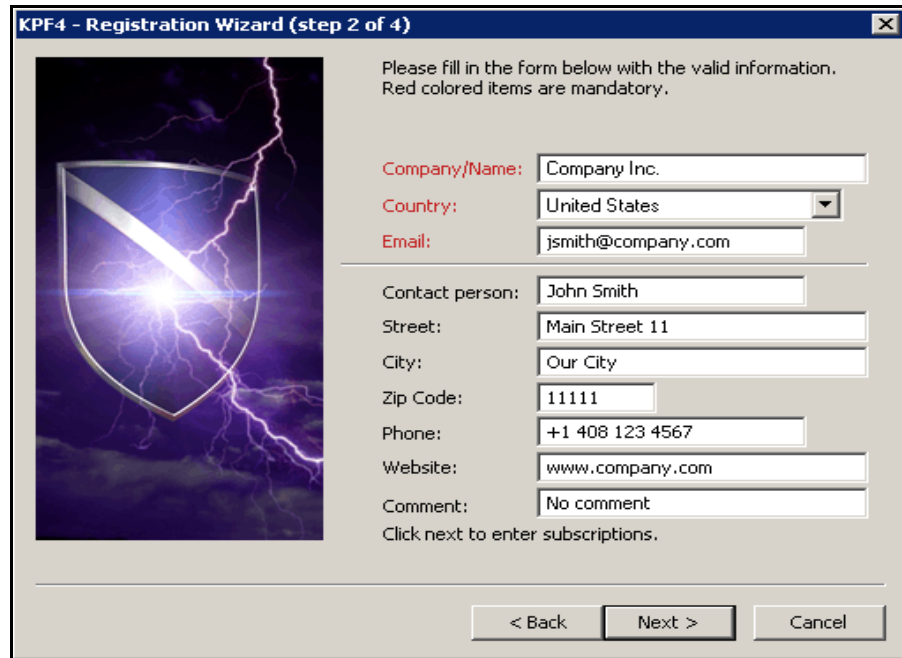 KPF4 - Registration Wizard (step 2 of 4)
Please fill in the form below with the valid information.
Red colored items are mandatory.
Company/Name: Company Inc.
Country: United States
Email: jsmith@company.com
Contact person: John Smith
Street: Main Street 11
City: Our City
Zip Code: 11111
Phone: +1 408 123 4567
Website: www.company.com
Comment: No comment
Click next to enter subscriptions.
< Back Next > Cancel